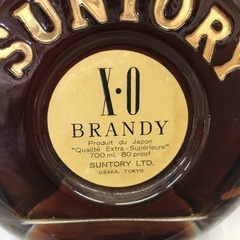 SUNTORY
X·O
BRANDY
Produit du Japon
"Qualité Extra-Supérieure"
700 ml. 80 proof
SUNTORY LTD.
OSAKA, TOKYO